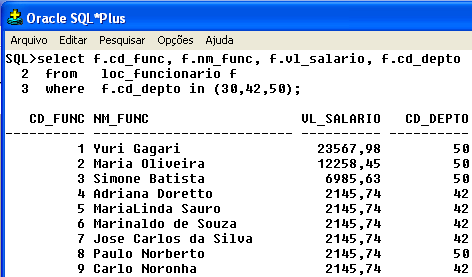 Oracle SQL*Plus
Arquivo Editar Pesquisar Opções Ajuda
SQL>select f.cd_func, f.nm_func, f.vl_salario, f.cd_depto
2 from loc_funcionario f
3 where f.cd_depto in (30,42,50);
CD_FUNC NM_FUNC VL_SALARIO CD_DEPTO
---------- ------------------------------ ---------- ----------
1 Yuri Gagari 23567,98 50
2 Maria Oliveira 12258,45 50
3 Simone Batista 6985,63 50
4 Adriana Doretto 2145,74 42
5 MariaLinda Sauro 2145,74 42
6 Marinaldo de Souza 2145,74 42
7 Jose Carlos da Silva 2145,74 42
8 Paulo Norberto 2145,74 50
9 Carlo Noronha 2145,74 42